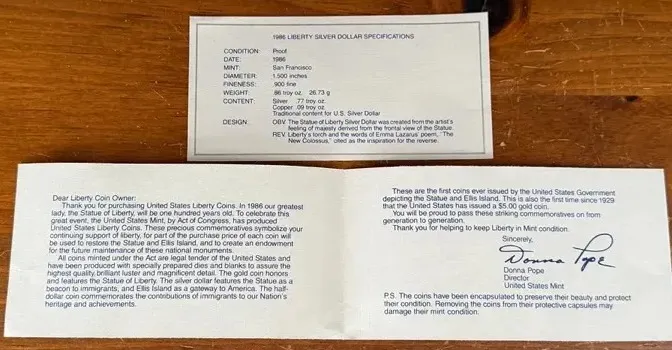 1986 LIBERTY SILVER DOLLAR SPECIFICATIONS
CONDITION: Proof
DATE: 1986
MINT: San Francisco
DIAMETER: 1.500 inches
FINENESS: .900 fine
WEIGHT: .86 troy oz. 26.73 g
CONTENT: Silver .77 troy oz.
Copper .09 troy oz.
Traditional content for U.S. Silver Dollar
DESIGN: OBV. The Statue of Liberty Silver Dollar was created from the artist's
feeling of majesty derived from the frontal view of the Statue.
REV. Liberty's torch and the words of Emma Lazarus' poem, "The
New Colossus," cited as the inspiration for the reverse.
Dear Liberty Coin Owner:
Thank you for purchasing United States Liberty Coins. In 1986 our greatest
lady, the Statue of Liberty, will be one hundred years old. To celebrate this
great event, the United States Mint, by Act of Congress, has produced
United States Liberty Coins. These precious commemoratives symbolize your
continuing support of liberty, for part of the purchase price of each coin will
be used to restore the Statue and Ellis Island, and to create an endowment
for the future maintenance of these national monuments.
All coins minted under the Act are legal tender of the United States and
have been produced with specially prepared dies and blanks to assure the
highest quality, brilliant luster and magnificent detail. The gold coin honors
and features the Statue of Liberty. The silver dollar features the Statue as a
beacon to immigrants, and Ellis Island as a gateway to America. The half-
dollar coin commemorates the contributions of immigrants to our Nation's
heritage and achievements.
These are the first coins ever issued by the United States Government
depicting the Statue and Ellis Island. This is also the first time since 1929
that the United States has issued a $5.00 gold coin.
You will be proud to pass these striking commemoratives on from
generation to generation.
Thank you for helping to keep Liberty in Mint condition.
Sincerely,
Donna Pope
Donna Pope
Director
United States Mint
P.S. The coins have been encapsulated to preserve their beauty and protect
their condition. Removing the coins from their protective capsules may
damage their mint condition.